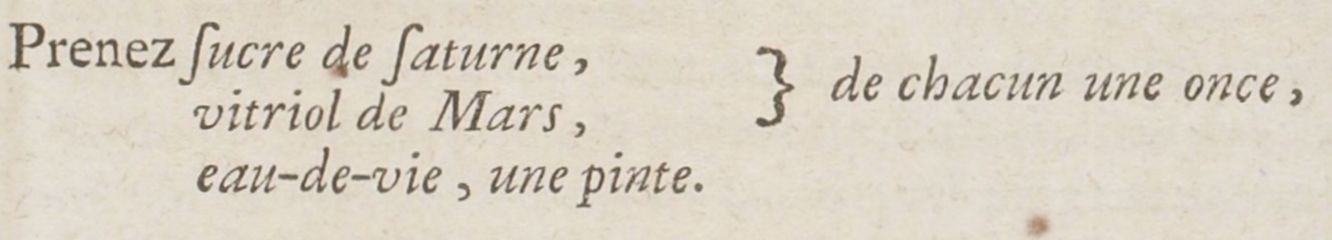 Prenez ſucre de ſaturne,
vitriol de Mars, } de chacun une once,
eau-de-vie, une pinte.